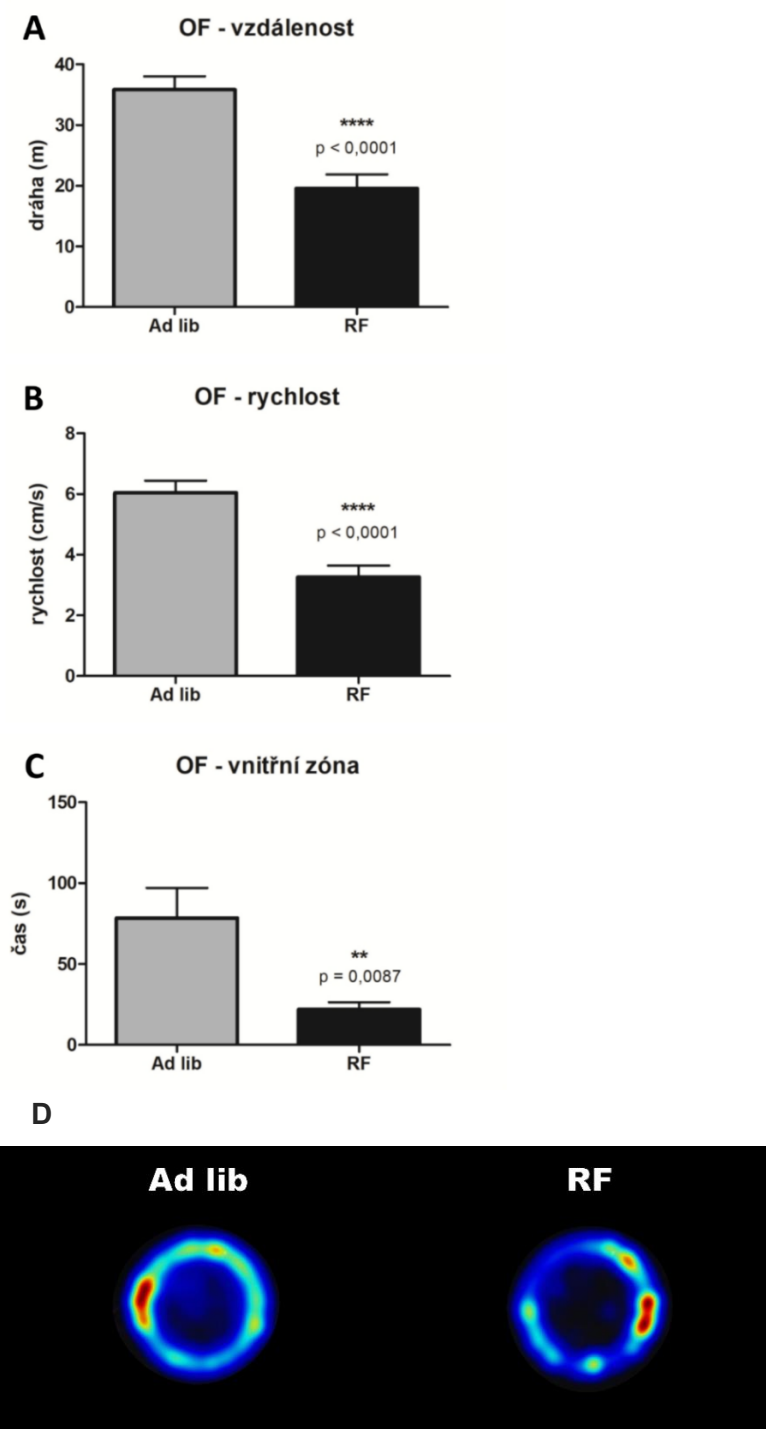 A
OF - vzdálenost
dráha (m)
40
30
20
10
0
****
p < 0,0001
Ad lib
RF
B
OF - rychlost
rychlost (cm/s)
8
6
4
2
0
****
p < 0,0001
Ad lib
RF
C
OF - vnitřní zóna
čas (s)
150
100
50
0
**
p = 0,0087
Ad lib
RF
D
Ad lib
RF